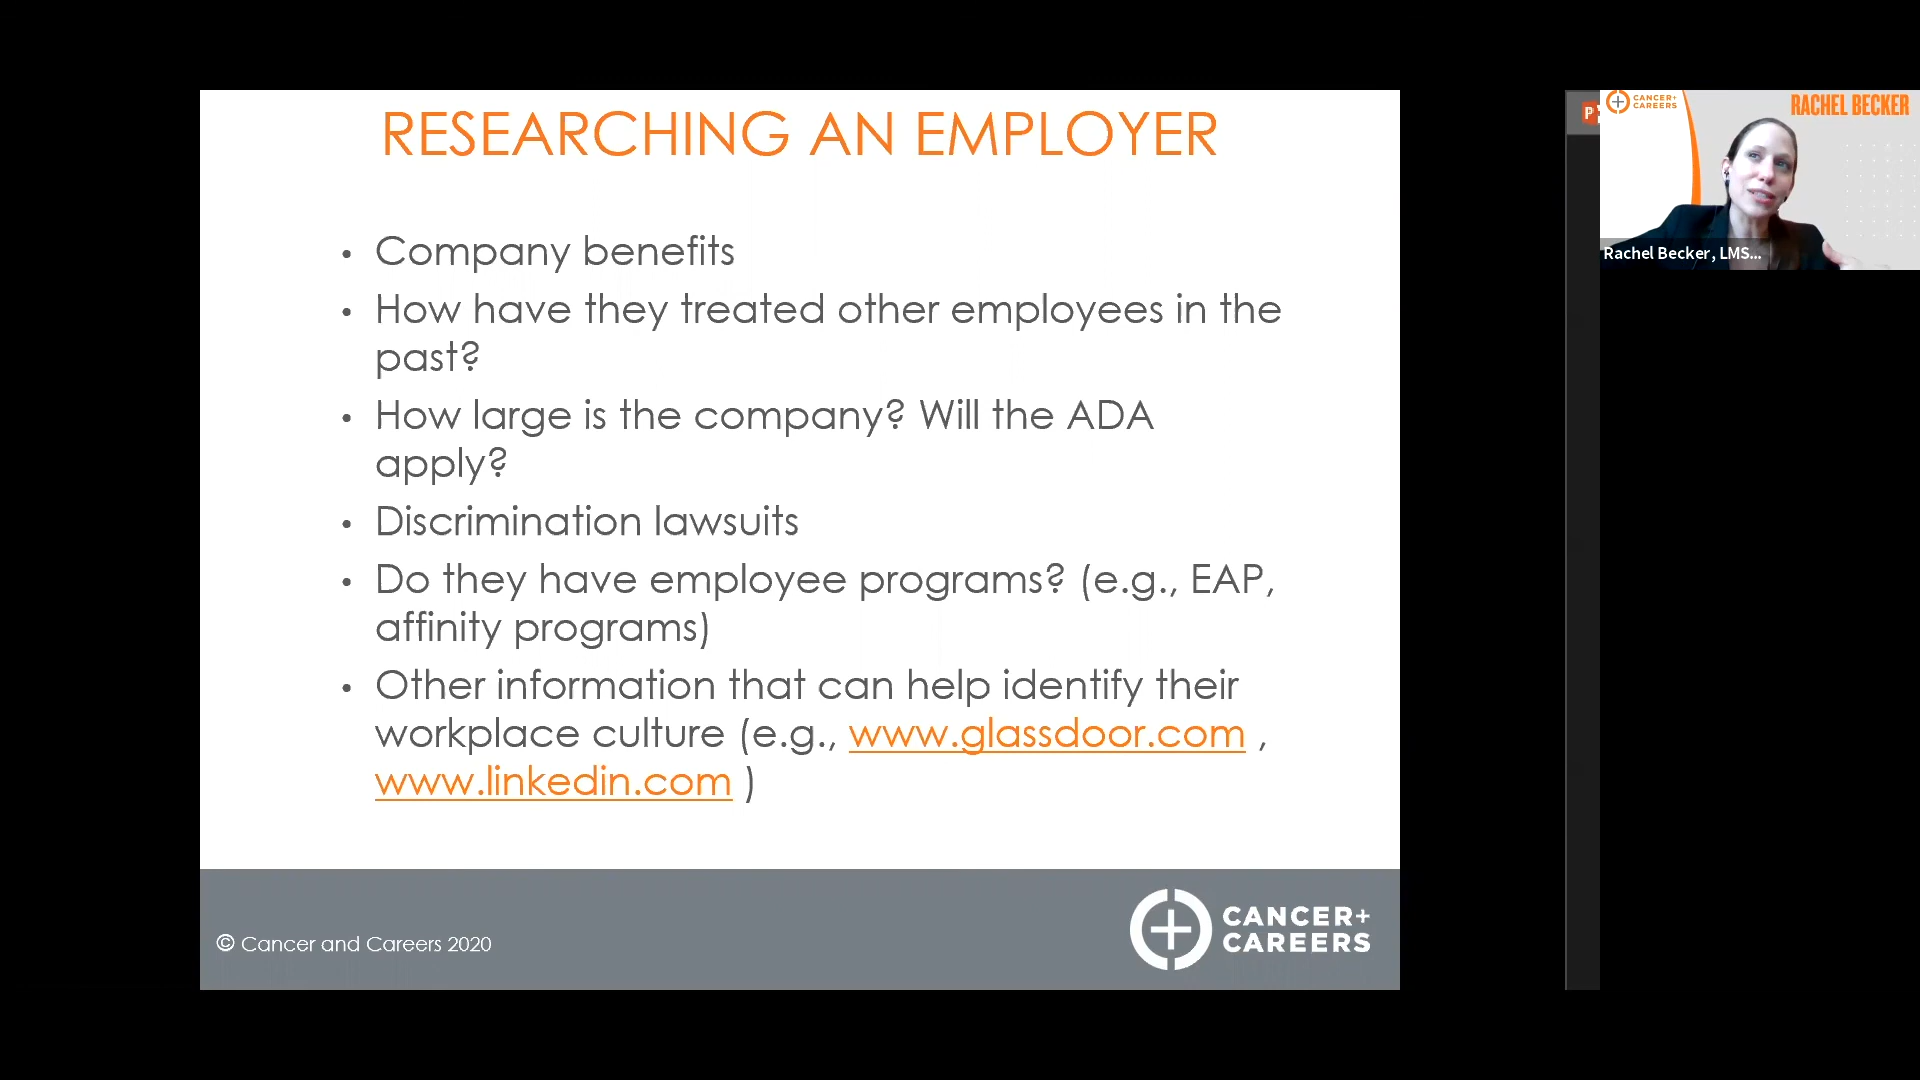 RESEARCHING AN EMPLOYER
• Company benefits
• How have they treated other employees in the
past?
• How large is the company? Will the ADA
apply?
• Discrimination lawsuits
• Do they have employee programs? (e.g., EAP,
affinity programs)
• Other information that can help identify their
workplace culture (e.g., www.glassdoor.com ,
www.linkedin.com )
© Cancer and Careers 2020
CANCER+
CAREERS
CANCER+
CAREERS
RACHEL BECKER
Rachel Becker, LMS...